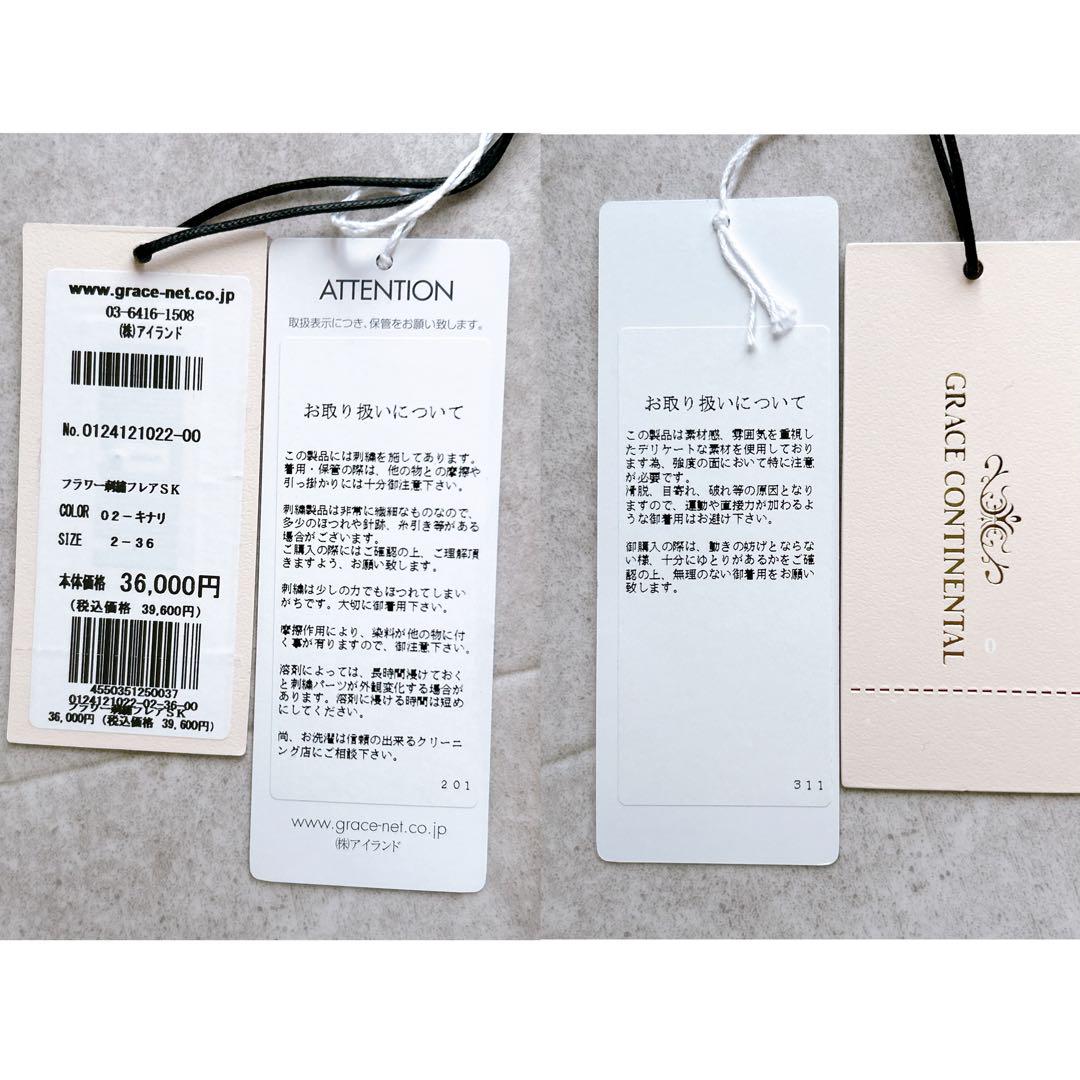 www.grace-net.co.jp
03-6416-1508
(株)アイランド
No.0124121022-00
フラワー刺繍フレアSK
COLOR 02-キナリ
SIZE 2-36
本体価格 36,000円
(税込価格 39,600円)
4550351250037
0124121022-02-36-00
フラワー刺繍フレアSK
36,000円 (税込価格 39,600円)
ATTENTION
取扱表示につき、保管をお願い致します。
お取り扱いについて
この製品には刺繍を施してあります。
着用・保管の際は、他の物との摩擦や
引っ掛かりには十分御注意下さい。
刺繍製品は非常に繊細なものなので、
多少のほつれや針跡、糸引き等がある
場合がございます。
ご購入の際にはご確認の上、ご理解頂
きますよう、お願い致します。
刺繍は少しの力でもほつれてしまい
がちです。大切に御着用下さい。
摩擦作用により、染料が他の物に付
く事が有りますので、御注意下さい。
溶剤によっては、長時間浸けておく
と刺繍パーツが外観変化する場合が
あります。溶剤に浸ける時間は短め
にしてください。
尚、お洗濯は信頼の出来るクリーニ
ング店にご相談下さい。
201
www.grace-net.co.jp
(株)アイランド
お取り扱いについて
この製品は素材感、雰囲気を重視し
たデリケートな素材を使用しており
ます為、強度の面において特に注意
が必要です。
滑脱、目寄れ、破れ等の原因となり
ますので、運動や直接力が加わるよ
うな御着用はお避け下さい。
御購入の際は、動きの妨げとならな
い様、十分にゆとりがあるかをご確
認の上、無理のない御着用をお願い
致します。
311
GRACE CONTINENTAL